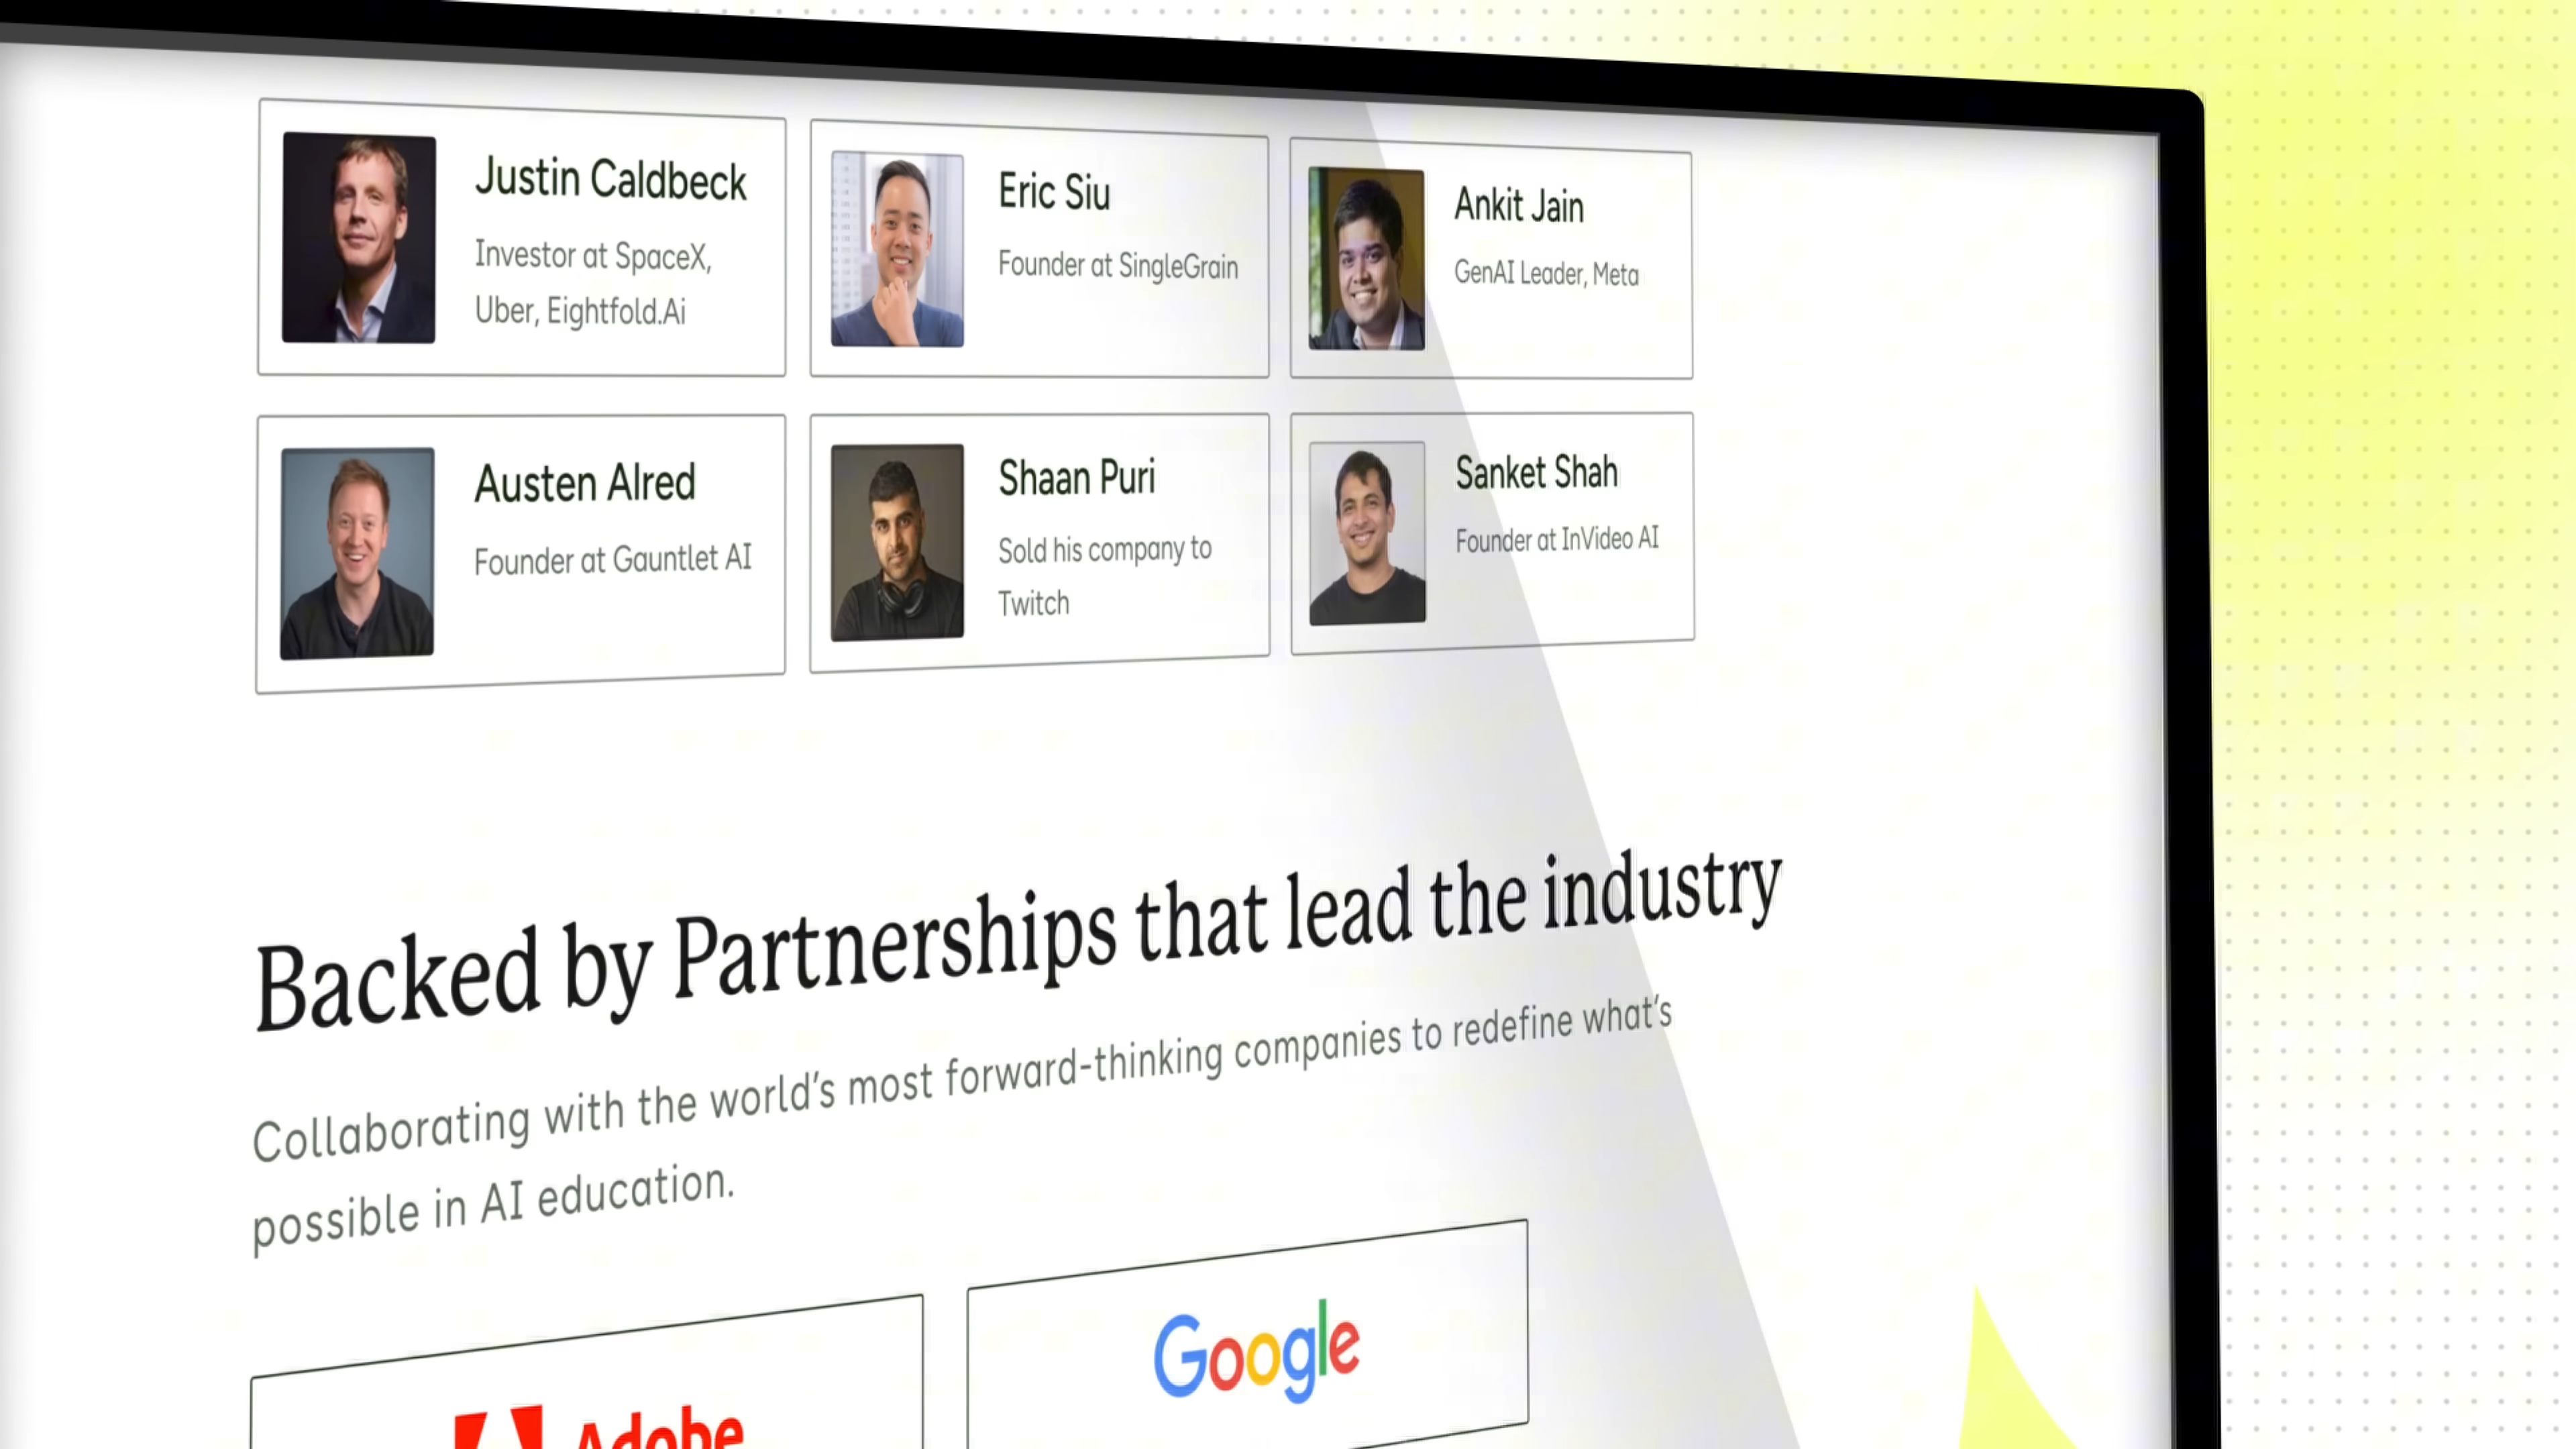 Justin Caldbeck
Investor at SpaceX,
Uber, Eightfold.Ai
Eric Siu
Founder at SingleGrain
Ankit Jain
GenAI Leader, Meta
Austen Alred
Founder at Gauntlet AI
Shaan Puri
Sold his company to
Twitch
Sanket Shah
Founder at InVideo AI
Backed by Partnerships that lead the industry
Collaborating with the world's most forward-thinking companies to redefine what's
possible in AI education.
Google
Adobe